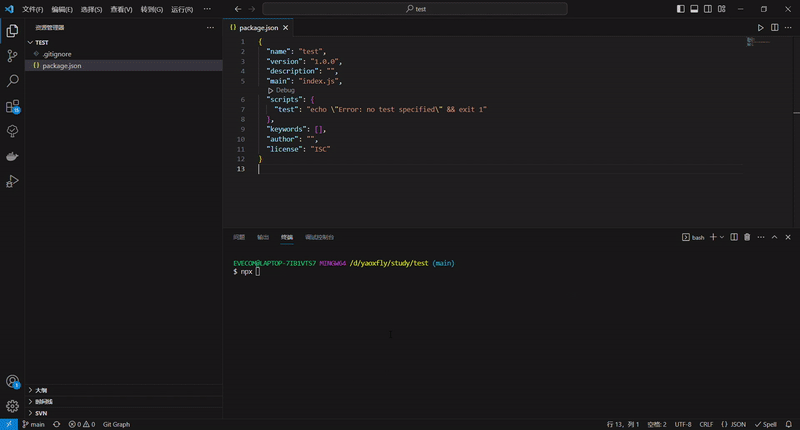 文件(F) 编辑(E) 选择(S) 查看(V) 转到(G) 运行(R) ···
test
资源管理器 ···
TEST
.gitignore
{} package.json
{} package.json
1 {
2 "name": "test",
3 "version": "1.0.0",
4 "description": "",
5 "main": "index.js",
Debug
6 "scripts": {
7 "test": "echo \"Error: no test specified\" && exit 1"
8 },
9 "keywords": [],
10 "author": "",
11 "license": "ISC"
12 }
13
问题 输出 终端 调试控制台
bash
EVECOM@LAPTOP-7IB1VTS7 MINGW64 /d/yaoxfly/study/test (main)
$ npx
15
1
大纲
时间线
SVN
main
0 0
Git Graph
行 13, 列 1 空格: 2 UTF-8 CRLF {} JSON Spell